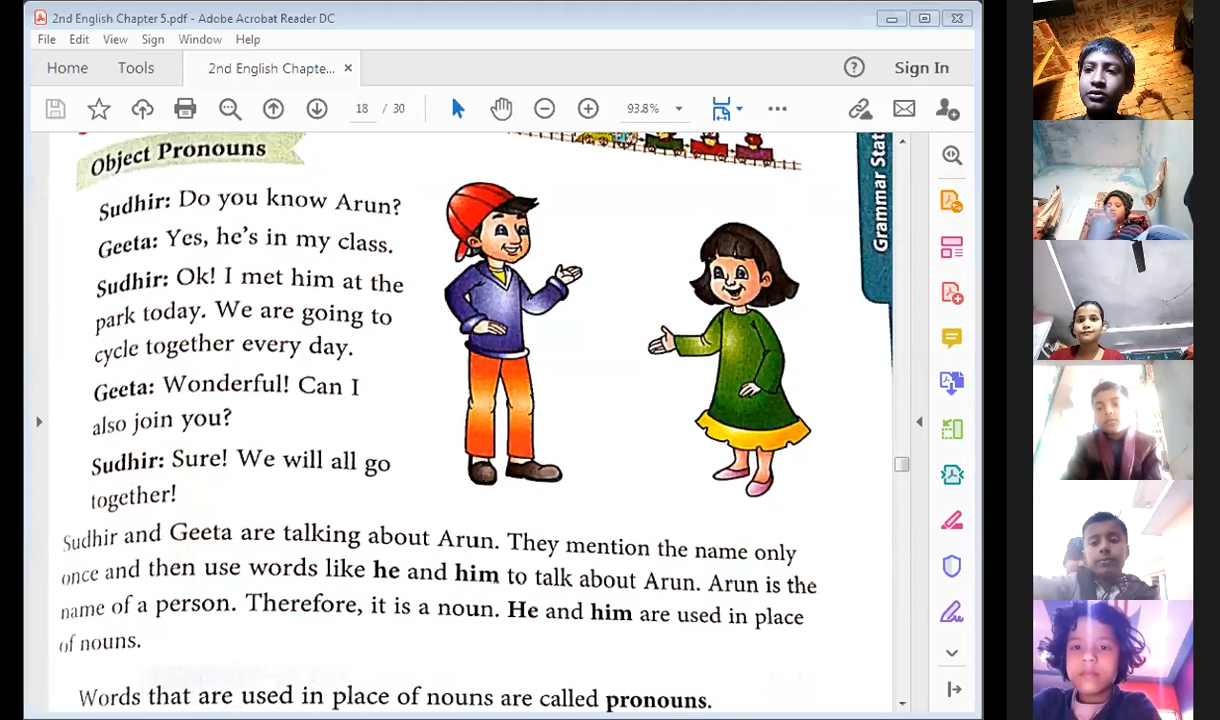 2nd English Chapter 5.pdf - Adobe Acrobat Reader DC
File Edit View Sign Window Help
Home Tools 2nd English Chapte... × Sign In
18 / 30 93.8%
Object Pronouns
Sudhir: Do you know Arun?
Geeta: Yes, he's in my class.
Sudhir: Ok! I met him at the
park today. We are going to
cycle together every day.
Geeta: Wonderful! Can I
also join you?
Sudhir: Sure! We will all go
together!
Grammar Stat
Sudhir and Geeta are talking about Arun. They mention the name only
once and then use words like he and him to talk about Arun. Arun is the
name of a person. Therefore, it is a noun. He and him are used in place
of nouns.
Words that are used in place of nouns are called pronouns.